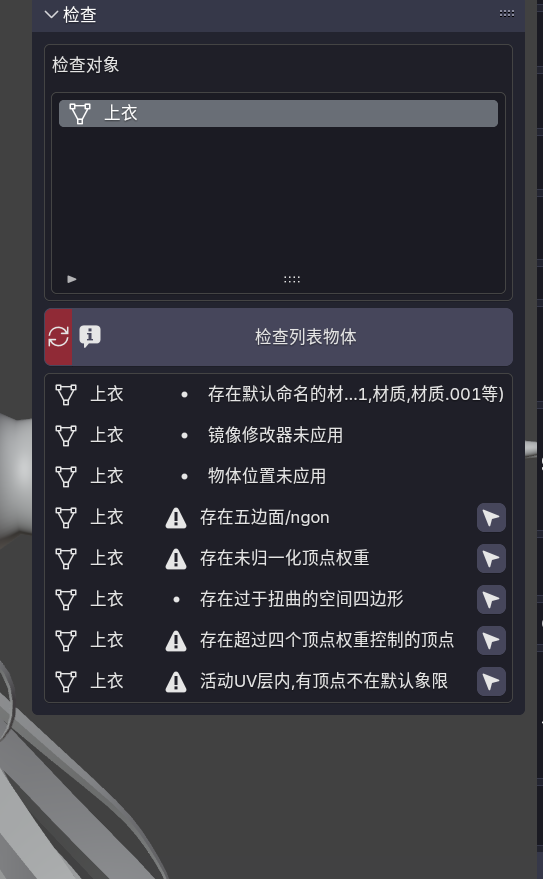 检查
检查对象
上衣
检查列表物体
上衣 • 存在默认命名的材...1,材质,材质.001等)
上衣 • 镜像修改器未应用
上衣 • 物体位置未应用
上衣 存在五边面/ngon
上衣 存在未归一化顶点权重
上衣 • 存在过于扭曲的空间四边形
上衣 存在超过四个顶点权重控制的顶点
上衣 活动UV层内,有顶点不在默认象限